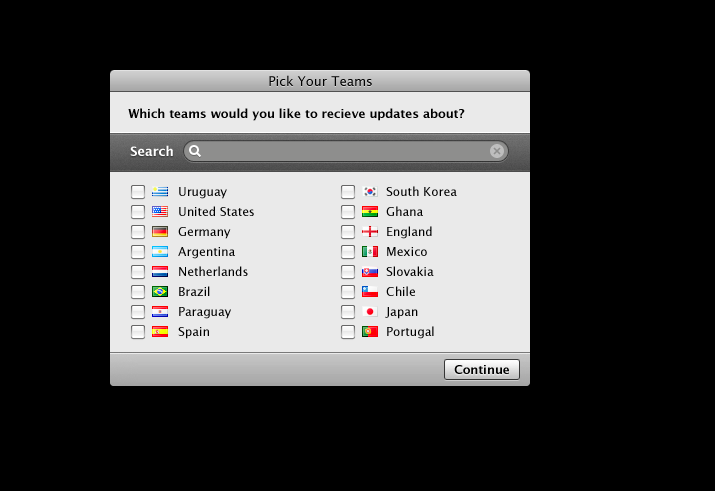 Pick Your Teams
Which teams would you like to recieve updates about?
Search
Uruguay
United States
Germany
Argentina
Netherlands
Brazil
Paraguay
Spain
South Korea
Ghana
England
Mexico
Slovakia
Chile
Japan
Portugal
Continue